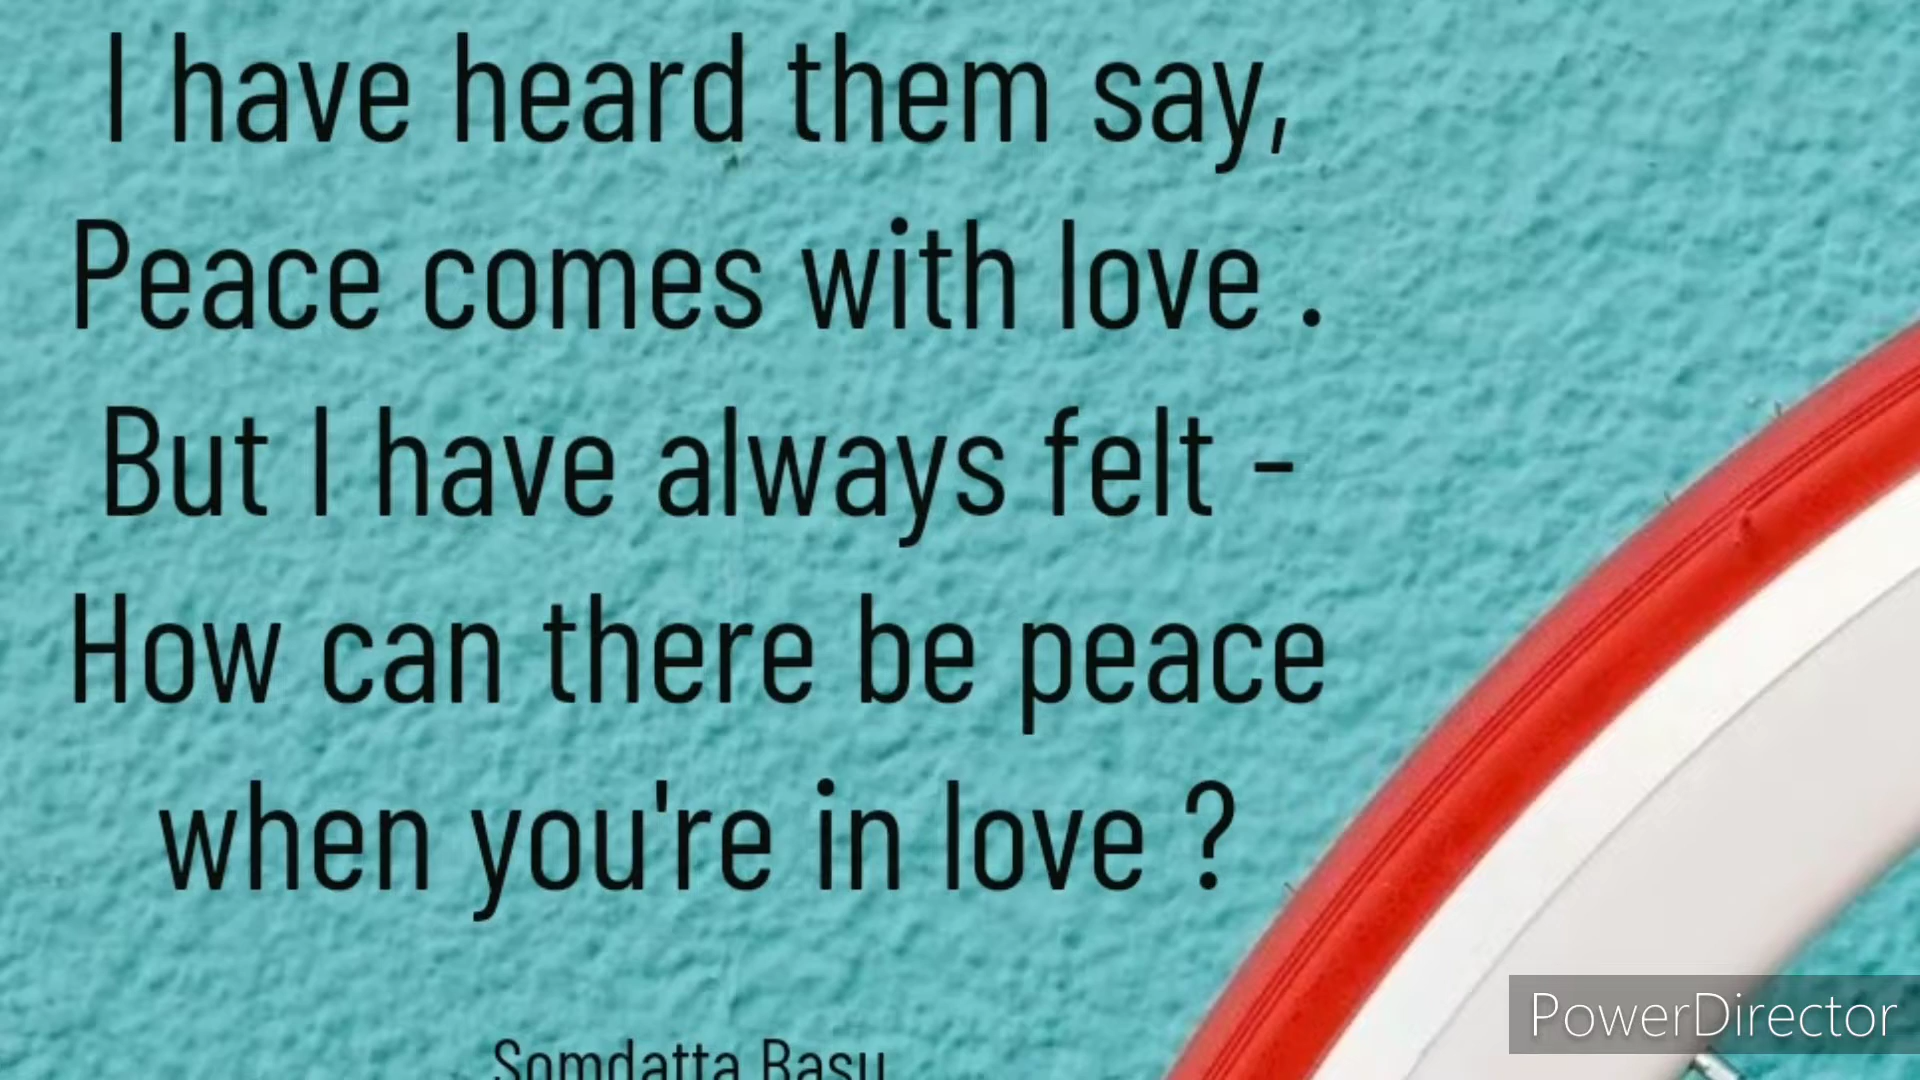 I have heard them say,
Peace comes with love .
But I have always felt -
How can there be peace
when you're in love ?
Somdatta Basu
PowerDirector